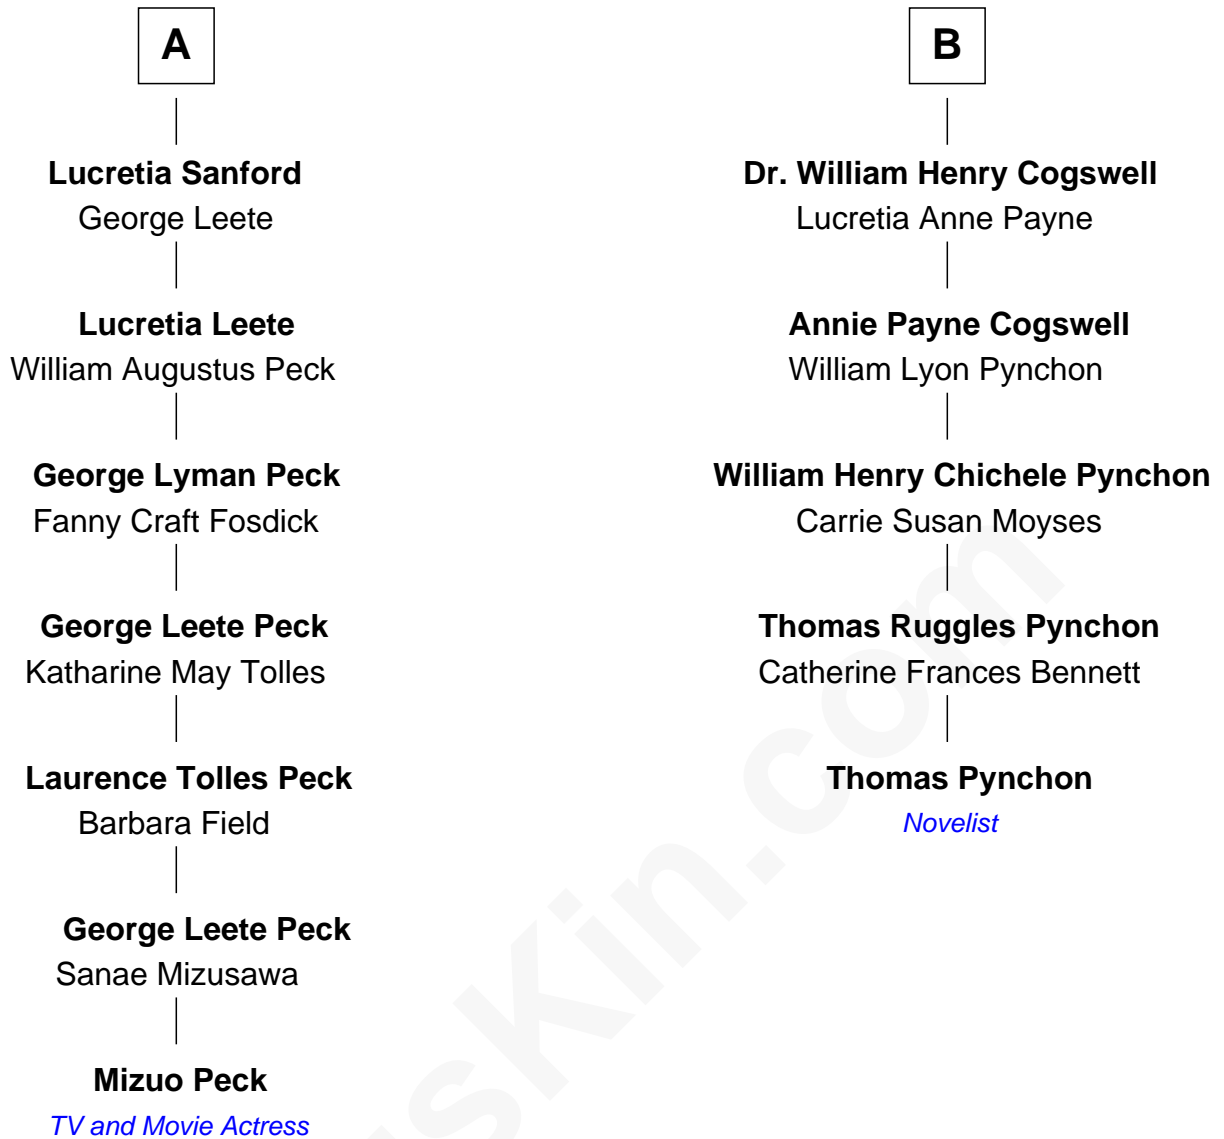 A
Lucretia Sanford
George Leete
Lucretia Leete
William Augustus Peck
George Lyman Peck
Fanny Craft Fosdick
George Leete Peck
Katharine May Tolles
Laurence Tolles Peck
Barbara Field
George Leete Peck
Sanae Mizusawa
Mizuo Peck
TV and Movie Actress
B
Dr. William Henry Cogswell
Lucretia Anne Payne
Annie Payne Cogswell
William Lyon Pynchon
William Henry Chichele Pynchon
Carrie Susan Moyses
Thomas Ruggles Pynchon
Catherine Frances Bennett
Thomas Pynchon
Novelist
sKin.com